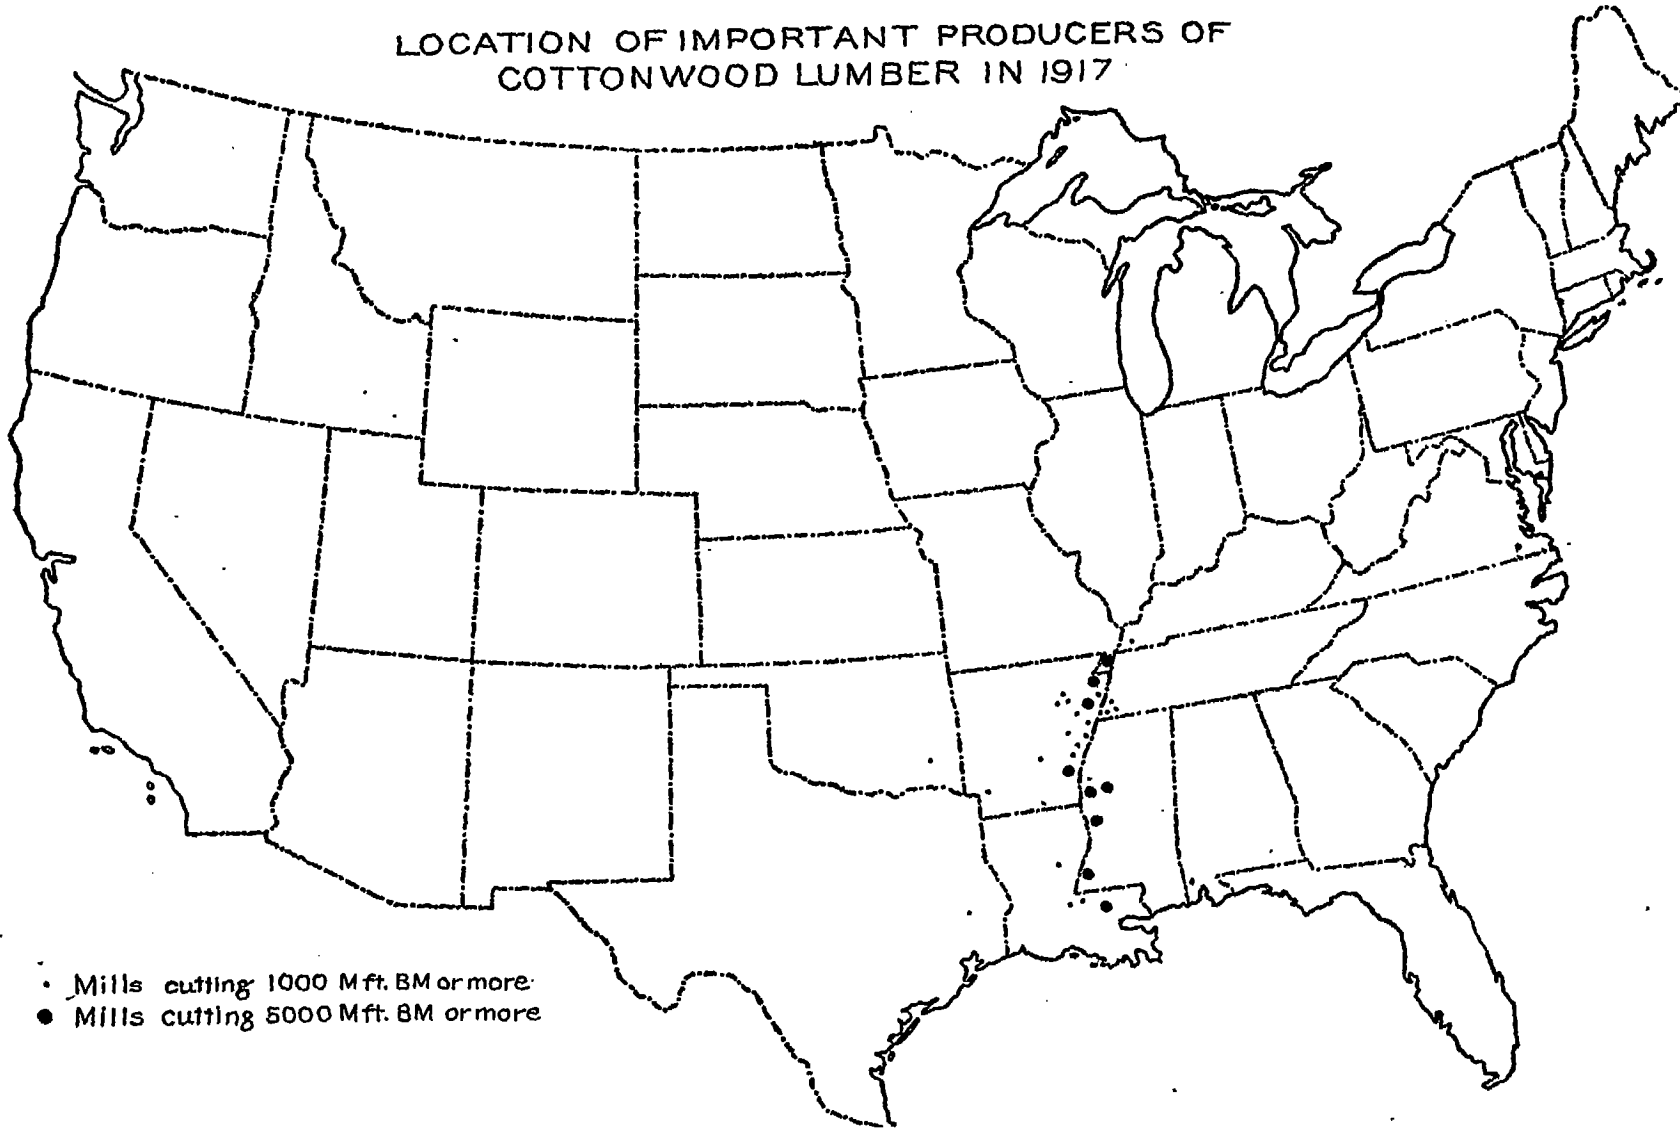 LOCATION OF IMPORTANT PRODUCERS OF
COTTONWOOD LUMBER IN 1917
Mills cutting 1000 M ft. BM or more
Mills cutting 5000 M ft. BM or more